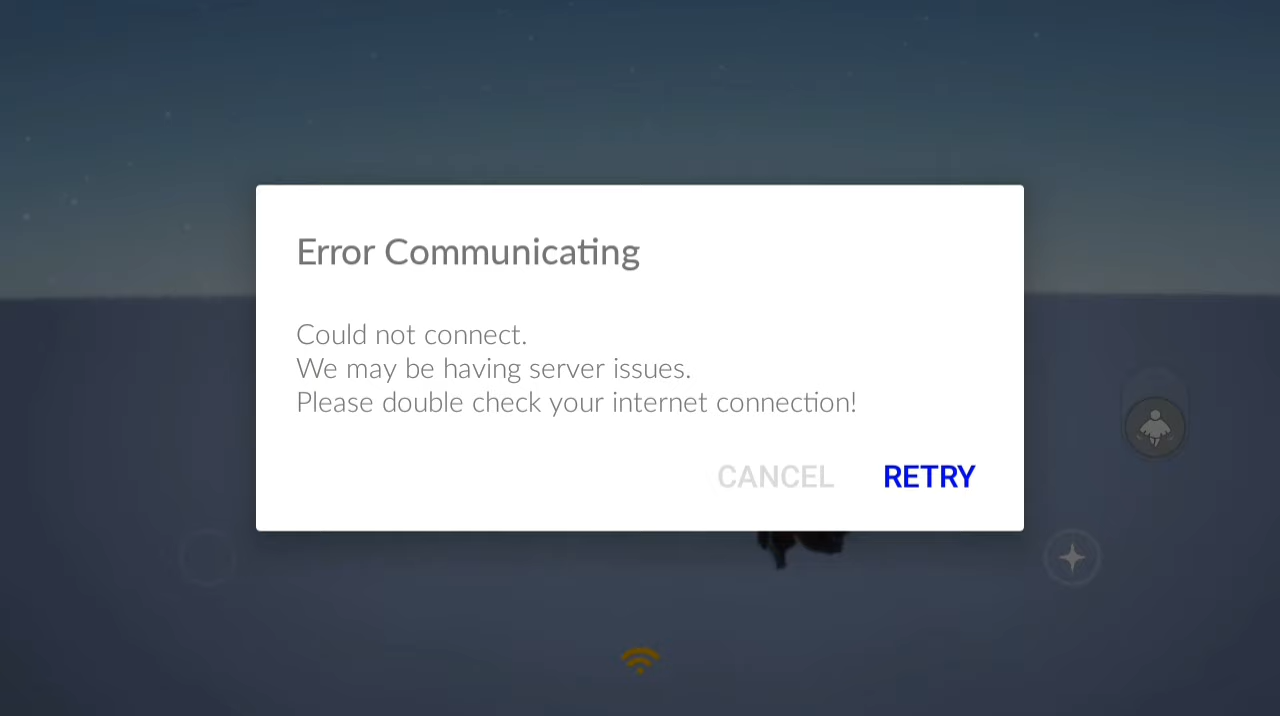 Error Communicating
Could not connect.
We may be having server issues.
Please double check your internet connection!
CANCEL RETRY